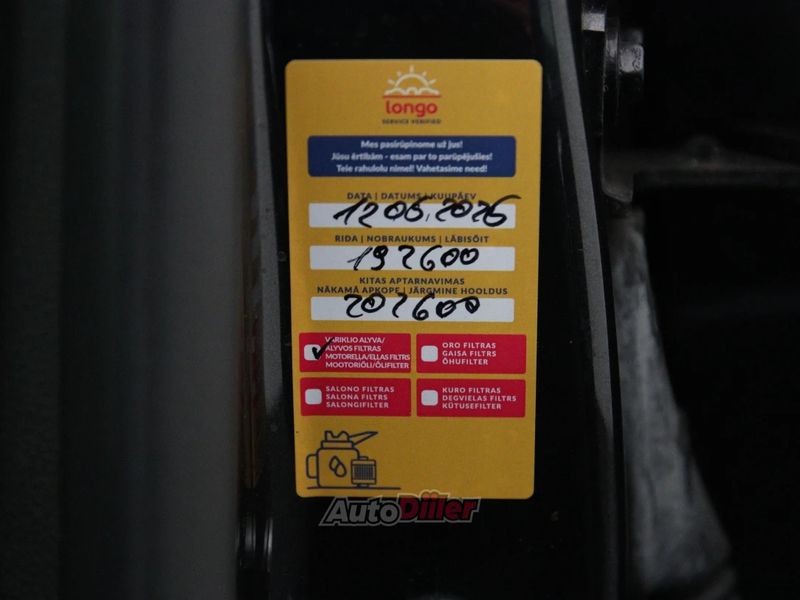 longo
SERVICE VERIFIED
Mes pasirūpinome už jus!
Jūsu ērtībām - esam par to parūpējušies!
Teie rahulolu nimel! Vahetasime need!
DATA | DATUMS | KUUPÄEV
12.05.2026
RIDA | NOBRAUKUMS | LÄBISÕIT
192600
KITAS APTARNAVIMAS
NĀKAMĀ APKOPE | JÄRGMINE HOOLDUS
202600
VARIKLIO ALYVA/
ALYVOS FILTRAS
MOTORELLA/ELLAS FILTRS
MOOTORIÕLI/ÕLIFILTER
ORO FILTRAS
GAISA FILTRS
ÕHUFILTER
SALONO FILTRAS
SALONA FILTRS
SALONGIFILTER
KURO FILTRAS
DEGVIELAS FILTRS
KÜTUSEFILTER
AutoDiller